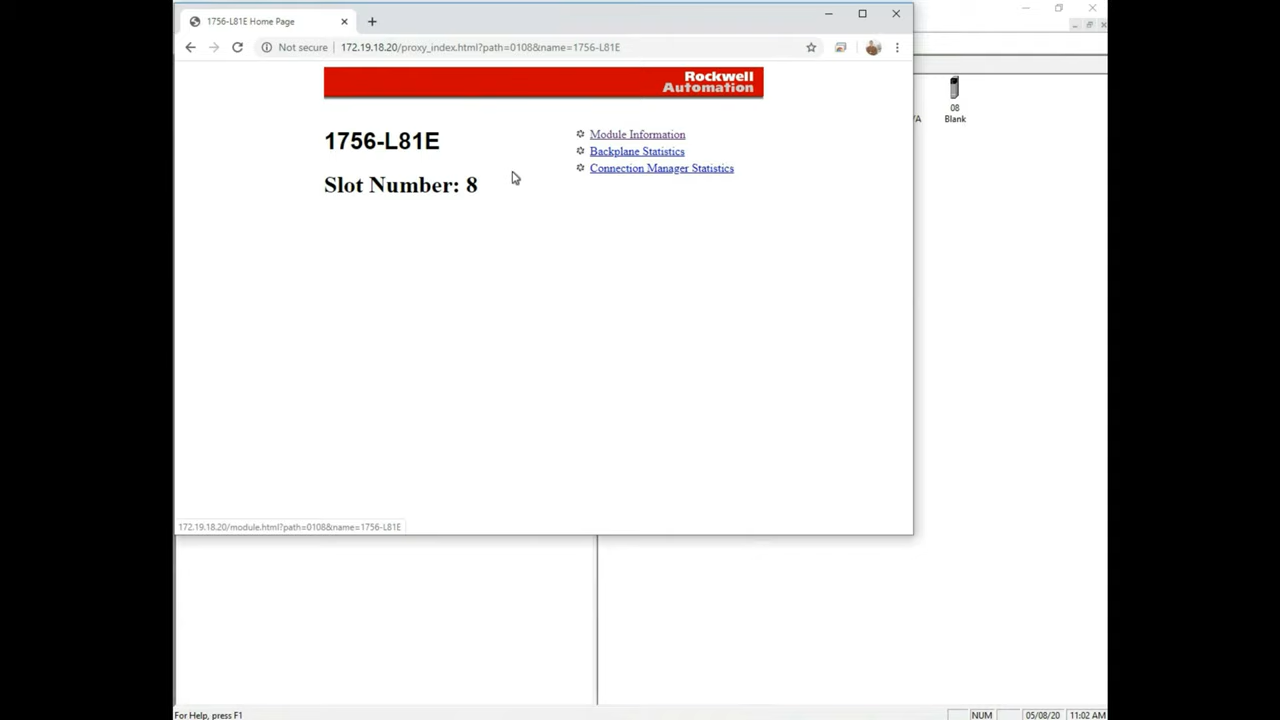 1756-L81E Home Page
Not secure
172.19.18.20/proxy_index.html?path=0108&name=1756-L81E
Rockwell
Automation
1756-L81E
Slot Number: 8
Module Information
Backplane Statistics
Connection Manager Statistics
08
/A
Blank
172.19.18.20/module.html?path=0108&name=1756-L81E
For Help, press F1
NUM
05/08/20
11:02 AM